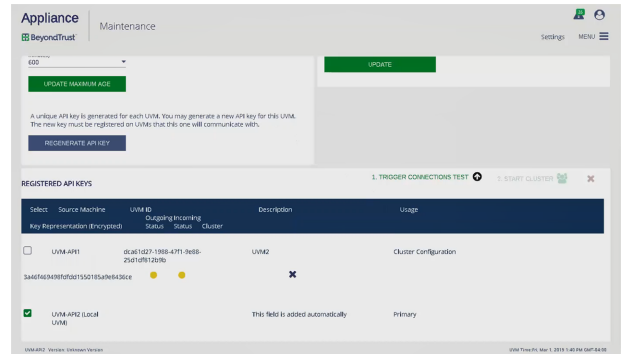 Appliance
BeyondTrust
Maintenance
Settings MENU
600
UPDATE MAXIMUM AGE
UPDATE
A unique API key is generated for each UVM. You may generate a new API key for this UVM.
The new key must be registered on UVMs that this one will communicate with.
REGENERATE API KEY
REGISTERED API KEYS
1. TRIGGER CONNECTIONS TEST
START CLUSTER
Select Source Machine UVM ID Description Usage
Outgoing Incoming
Key Representation (Encrypted) Status Status Cluster
UVM-API1 dca61d27-1988-47f1-9e88- UVM2 Cluster Configuration
25d1df812b9b
3a46f469498fdfdd1550185a9e8436ce
UVM-API2 (Local This field is added automatically Primary
UVM)
UVM-API2 Version: Unknown Version
UVM Time:Fri, Mar 1, 2019 1:40 PM GMT-04:00